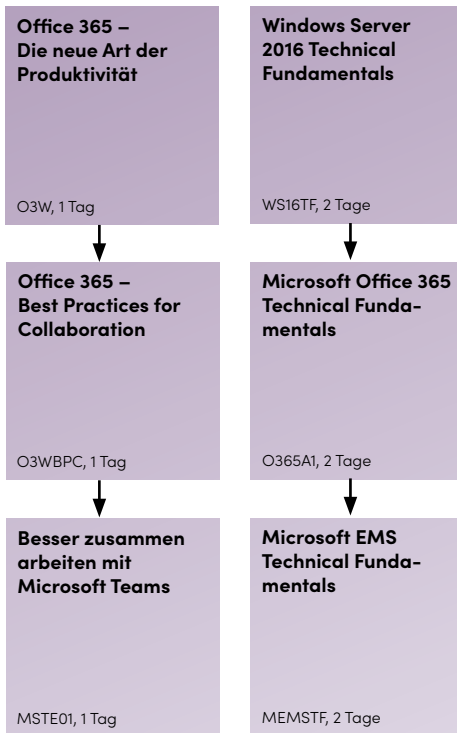 Office 365 –
Die neue Art der
Produktivität
O3W, 1 Tag
Office 365 –
Best Practices for
Collaboration
O3WBPC, 1 Tag
Besser zusammen
arbeiten mit
Microsoft Teams
MSTE01, 1 Tag
Windows Server
2016 Technical
Fundamentals
WS16TF, 2 Tage
Microsoft Office 365
Technical Funda-
mentals
O365A1, 2 Tage
Microsoft EMS
Technical Funda-
mentals
MEMSTF, 2 Tage